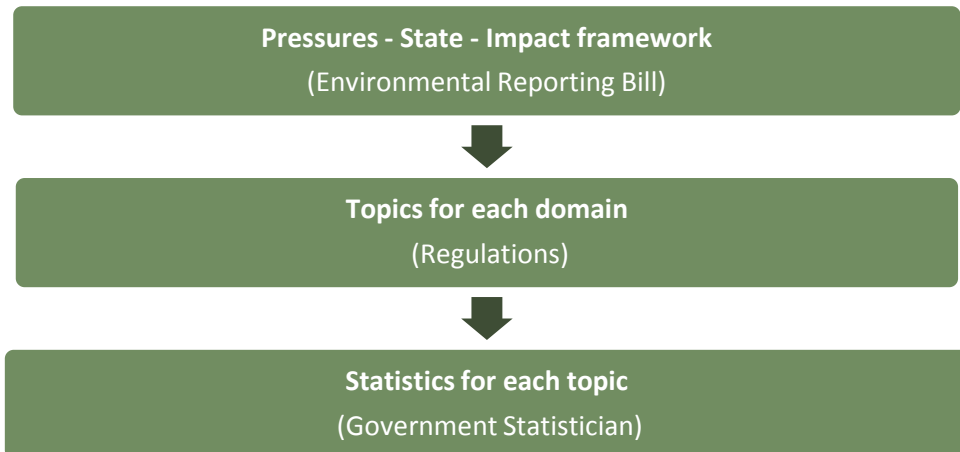 Pressures - State - Impact framework
(Environmental Reporting Bill)
Topics for each domain
(Regulations)
Statistics for each topic
(Government Statistician)